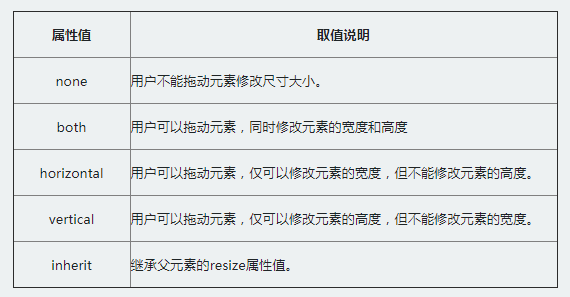 属性值 取值说明
none 用户不能拖动元素修改尺寸大小。
both 用户可以拖动元素，同时修改元素的宽度和高度
horizontal 用户可以拖动元素，仅可以修改元素的宽度，但不能修改元素的高度。
vertical 用户可以拖动元素，仅可以修改元素的高度，但不能修改元素的宽度。
inherit 继承父元素的resize属性值。